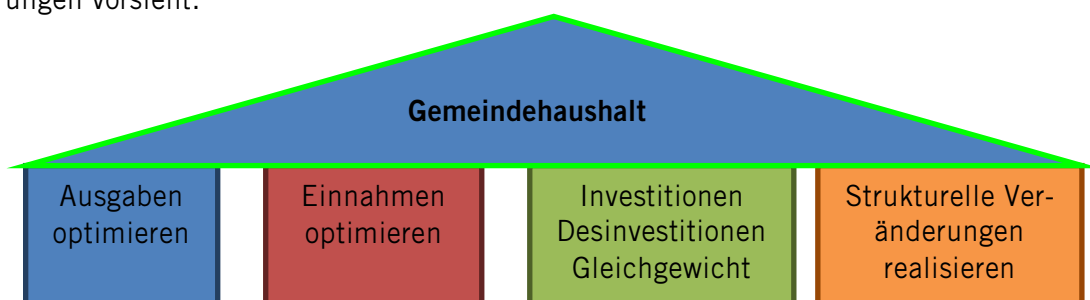 ungen vorsieht.
Gemeindehaushalt
Ausgaben
optimieren
Einnahmen
optimieren
Investitionen
Desinvestitionen
Gleichgewicht
Strukturelle Ver-
änderungen
realisieren